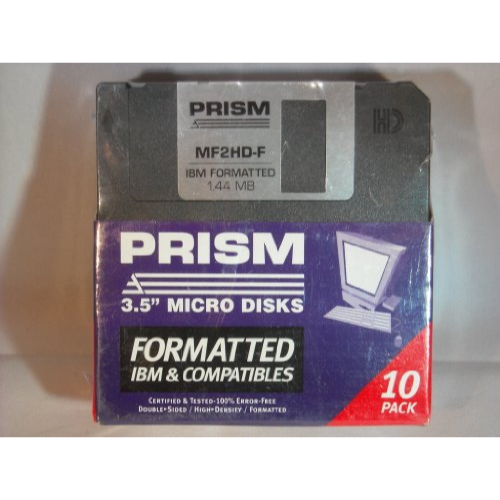 PRISM
HD
MF2HD-F
IBM FORMATTED
1.44 MB
PRISM
3.5" MICRO DISKS
FORMATTED
IBM & COMPATIBLES
CERTIFIED & TESTED-100% ERROR-FREE
DOUBLE-SIDED / HIGH-DENSITY / FORMATTED
10
PACK